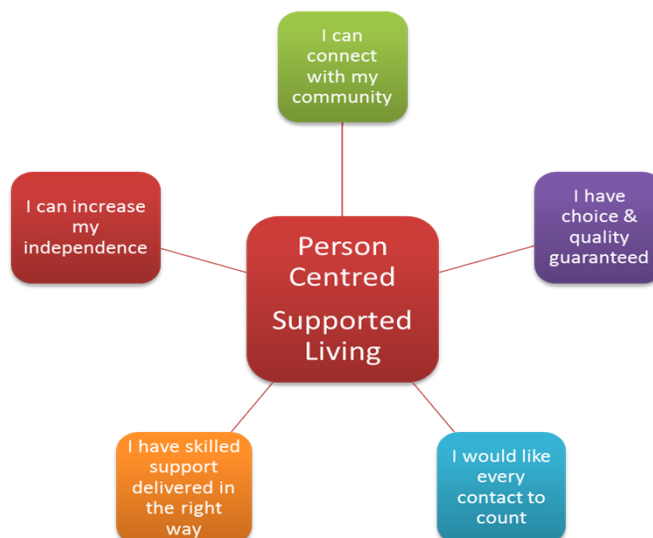 I can
connect
with my
community
I can increase
my
independence
I have
choice &
quality
guaranteed
Person
Centred
Supported
Living
I have skilled
support
delivered in
the right
way
I would like
every
contact to
count